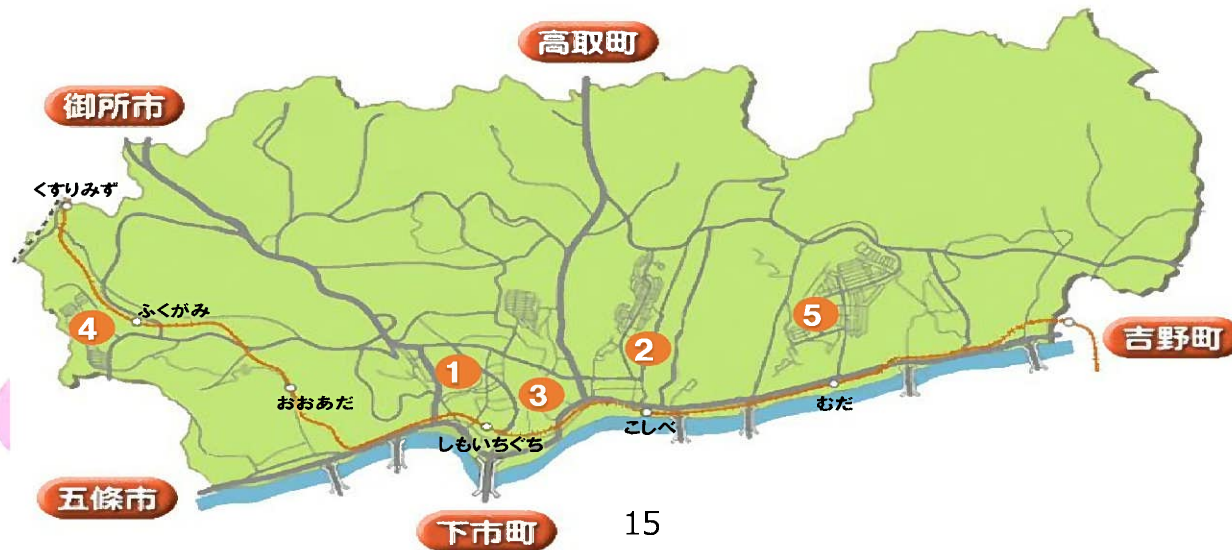 高取町
御所市
くすりみず
ふくがみ
4
5
吉野町
2
1
3
おおあだ
むだ
こしべ
しもいちぐち
五條市
下市町
15